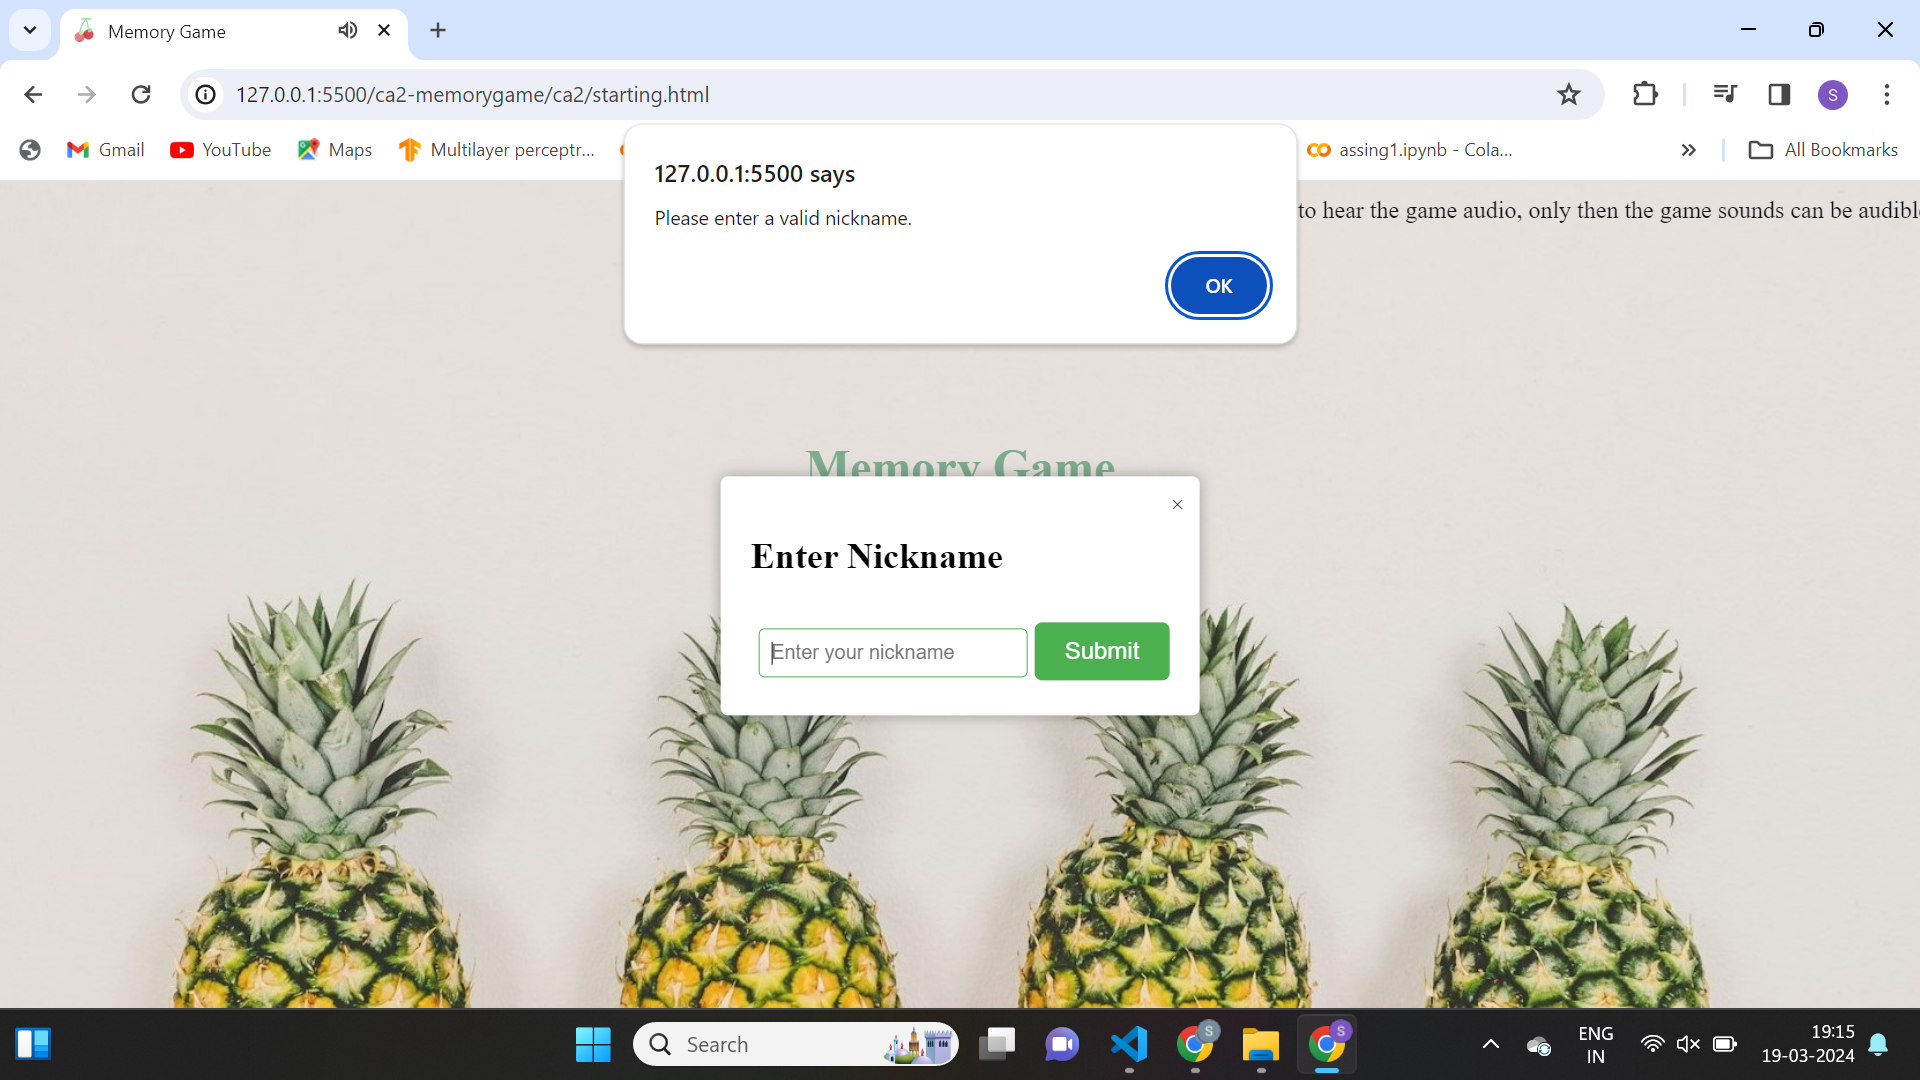 Memory Game
127.0.0.1:5500/ca2-memorygame/ca2/starting.html
S
Gmail
YouTube
Maps
Multilayer perceptr...
assing1.ipynb - Cola...
»
All Bookmarks
127.0.0.1:5500 says
Please enter a valid nickname.
OK
to hear the game audio, only then the game sounds can be audible
Memory Game
×
Enter Nickname
Enter your nickname
Submit
Search
S
S
ENG
IN
19:15
19-03-2024